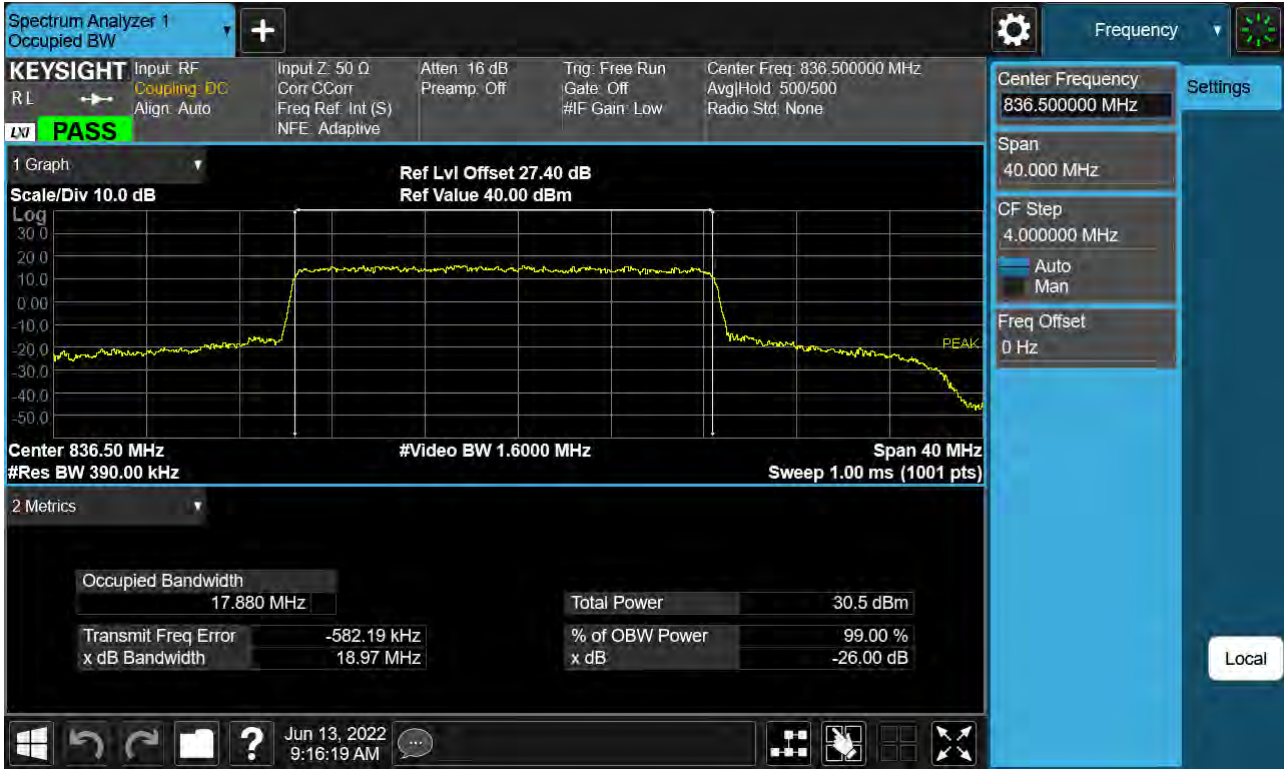 Spectrum Analyzer 1
Occupied BW
+
Frequency
KEYSIGHT Input: RF Input Z: 50 Ω Atten: 16 dB Trig: Free Run Center Freq: 836.500000 MHz
RL Coupling: DC Corr CCorr Preamp: Off Gate: Off Avg|Hold: 500/500
Align: Auto Freq Ref: Int (S) #IF Gain: Low Radio Std: None
NFE: Adaptive
LXI PASS
Center Frequency
836.500000 MHz
Settings
Span
40.000 MHz
CF Step
4.000000 MHz
Auto
Man
Freq Offset
0 Hz
Local
1 Graph
Ref Lvl Offset 27.40 dB
Scale/Div 10.0 dB Ref Value 40.00 dBm
Log
30.0
20.0
10.0
0.00
-10.0
-20.0
-30.0
-40.0
-50.0
PEAK
Center 836.50 MHz #Video BW 1.6000 MHz Span 40 MHz
#Res BW 390.00 kHz Sweep 1.00 ms (1001 pts)
2 Metrics
Occupied Bandwidth
17.880 MHz
Total Power 30.5 dBm
Transmit Freq Error -582.19 kHz % of OBW Power 99.00 %
x dB Bandwidth 18.97 MHz x dB -26.00 dB
? Jun 13, 2022
9:16:19 AM